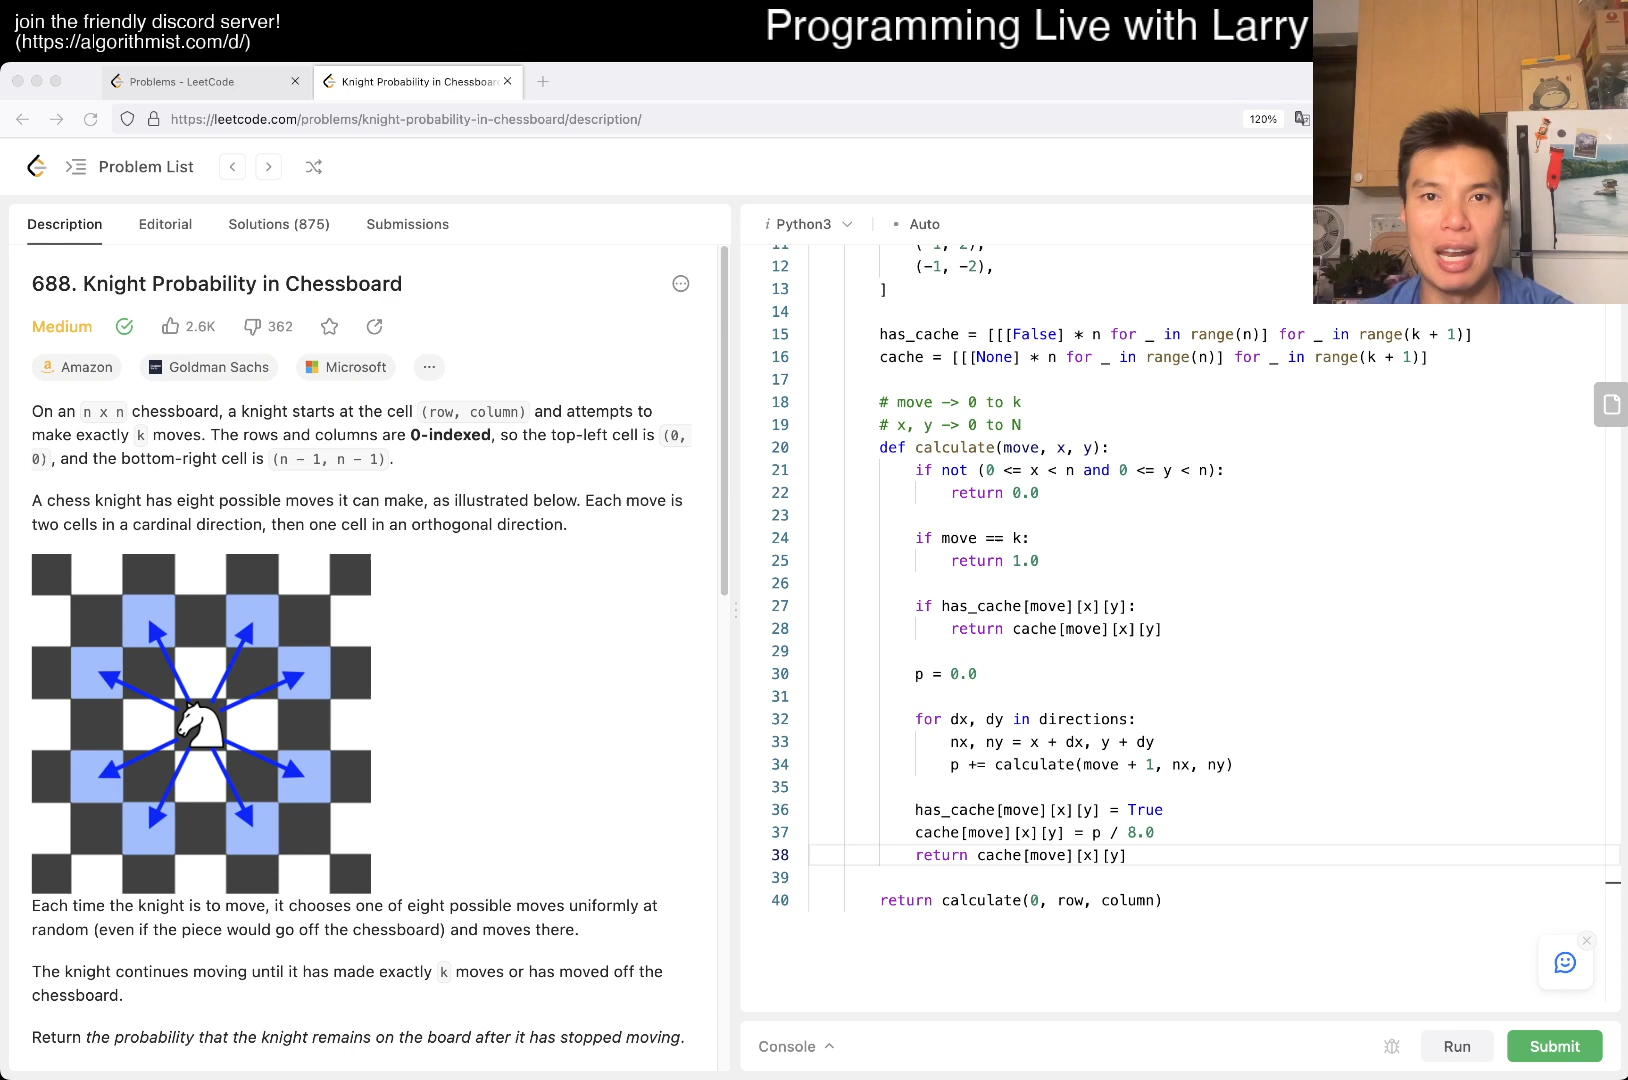 join the friendly discord server!
(https://algorithmist.com/d/)
Programming Live with Larry
Problems - LeetCode
Knight Probability in Chessboar
https://leetcode.com/problems/knight-probability-in-chessboard/description/
120%
Problem List
Description
Editorial
Solutions (875)
Submissions
688. Knight Probability in Chessboard
Medium
2.6K
362
Amazon
Goldman Sachs
Microsoft
On an n x n chessboard, a knight starts at the cell (row, column) and attempts to
make exactly k moves. The rows and columns are 0-indexed, so the top-left cell is (0,
0), and the bottom-right cell is (n - 1, n - 1).
A chess knight has eight possible moves it can make, as illustrated below. Each move is
two cells in a cardinal direction, then one cell in an orthogonal direction.
Each time the knight is to move, it chooses one of eight possible moves uniformly at
random (even if the piece would go off the chessboard) and moves there.
The knight continues moving until it has made exactly k moves or has moved off the
chessboard.
Return the probability that the knight remains on the board after it has stopped moving.
i Python3
Auto
11 (-1, 2),
12 (-1, -2),
13 ]
14
15 has_cache = [[[False] * n for _ in range(n)] for _ in range(k + 1)]
16 cache = [[[None] * n for _ in range(n)] for _ in range(k + 1)]
17
18 # move -> 0 to k
19 # x, y -> 0 to N
20 def calculate(move, x, y):
21 if not (0 <= x < n and 0 <= y < n):
22 return 0.0
23
24 if move == k:
25 return 1.0
26
27 if has_cache[move][x][y]:
28 return cache[move][x][y]
29
30 p = 0.0
31
32 for dx, dy in directions:
33 nx, ny = x + dx, y + dy
34 p += calculate(move + 1, nx, ny)
35
36 has_cache[move][x][y] = True
37 cache[move][x][y] = p / 8.0
38 return cache[move][x][y]
39
40 return calculate(0, row, column)
Console
Run
Submit